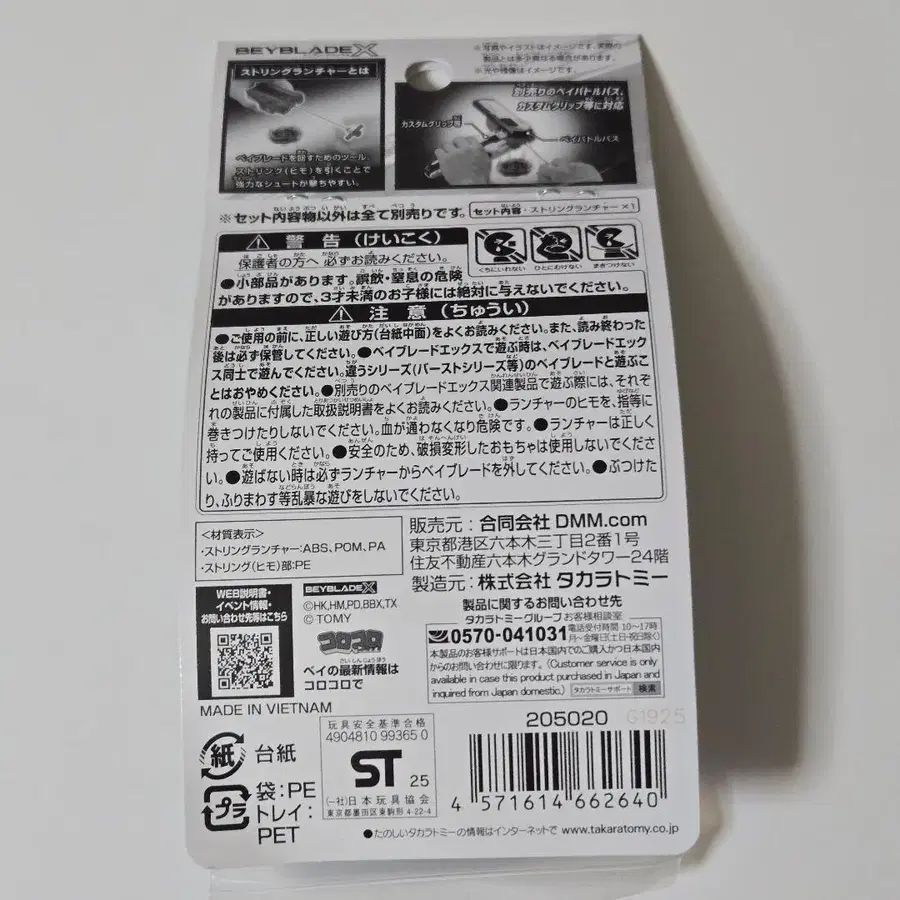 BEYBLADE X
ストリングランチャーとは
ベイブレードを回すためのツール。
ストリング(ヒモ)を引くことで
強力なシュートが撃ちやすい。
※写真やイラストはイメージです。実際の
製品とは多少異なる場合があります。
※光や残像はイメージです。
別売りのベイバトルパス、
カスタムグリップ等に対応
カスタムグリップ等
ベイバトルパス
※セット内容物以外は全て別売りです。
セット内容・ストリングランチャー×1
警告(けいこく)
保護者の方へ 必ずお読みください。
●小部品があります。誤飲・窒息の危険
がありますので、3才未満のお子様には絶対に与えないでください。
くちにいれない
ひとにむけない
まきつけない
注意(ちゅうい)
●ご使用の前に、正しい遊び方(台紙中面)をよくお読みください。また、読み終わった
後は必ず保管してください。●ベイブレードエックスで遊ぶ時は、ベイブレードエック
ス同士で遊んでください。違うシリーズ(バーストシリーズ等)のベイブレードと遊ぶこ
とはおやめください。●別売りのベイブレードエックス関連製品で遊ぶ際には、それぞ
れの製品に付属した取扱説明書をよくお読みください。●ランチャーのヒモを、指等に
巻きつけたりしないでください。血が通わなくなり危険です。●ランチャーは正しく
持ってご使用ください。●安全のため、破損変形したおもちゃは使用しないでくださ
い。●遊ばない時は必ずランチャーからベイブレードを外してください。●ぶつけた
り、ふりまわす等乱暴な遊びをしないでください。
<材質表示>
・ストリングランチャー:ABS、POM、PA
・ストリング(ヒモ)部:PE
販売元:合同会社 DMM.com
東京都港区六本木三丁目2番1号
住友不動産六本木グランドタワー24階
製造元:株式会社 タカラトミー
WEB説明書・
イベント情報・
お問い合わせ先等はこちら
BEYBLADE X
©HK,HM,PD,BBX,TX
© TOMY
コロコロ
ベイの最新情報は
コロコロで
製品に関するお問い合わせ先
タカラトミーグループお客様相談室
0570-041031
電話受付時間 10~17時
月~金曜日(土・日・祝日除く)
本製品のお客様サポートは日本国内でのご購入かつ日本国内
からのお問い合わせに限ります。(Customer service is only
available in case this product purchased in Japan and
inquired from Japan domestic.)
タカラトミーサポート 検索
MADE IN VIETNAM
紙 台紙
プラ 袋:PE
トレイ:
PET
玩具安全基準合格
4904810 99365 0
ST 25
(一社)日本玩具協会
東京都墨田区東駒形 4-22-4
205020 G1925
4 571614 662640
●たのしいタカラトミーの情報はインターネットで www.takaratomy.co.jp